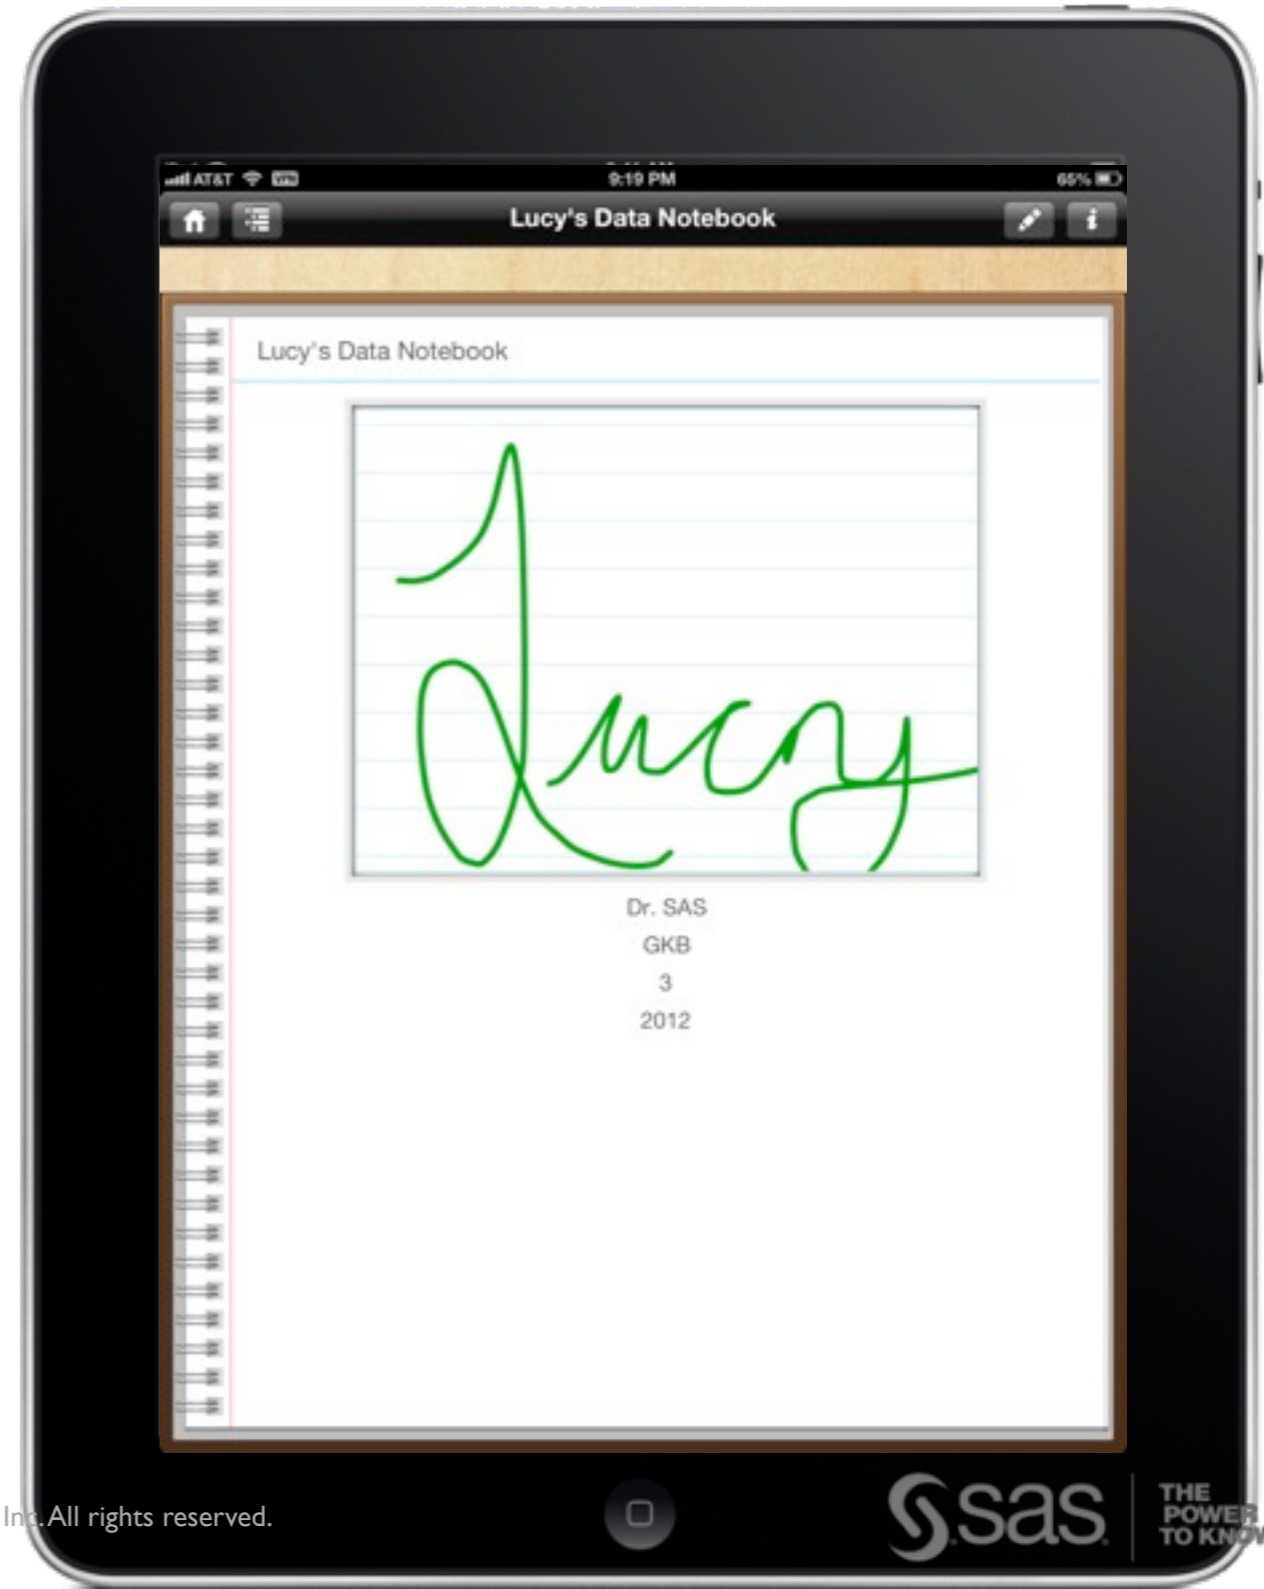 AT&T 9:19 PM 65%
Lucy's Data Notebook
Lucy's Data Notebook
Lucy
Dr. SAS
GKB
3
2012
Inc. All rights reserved.
sas
THE
POWER
TO KNOW